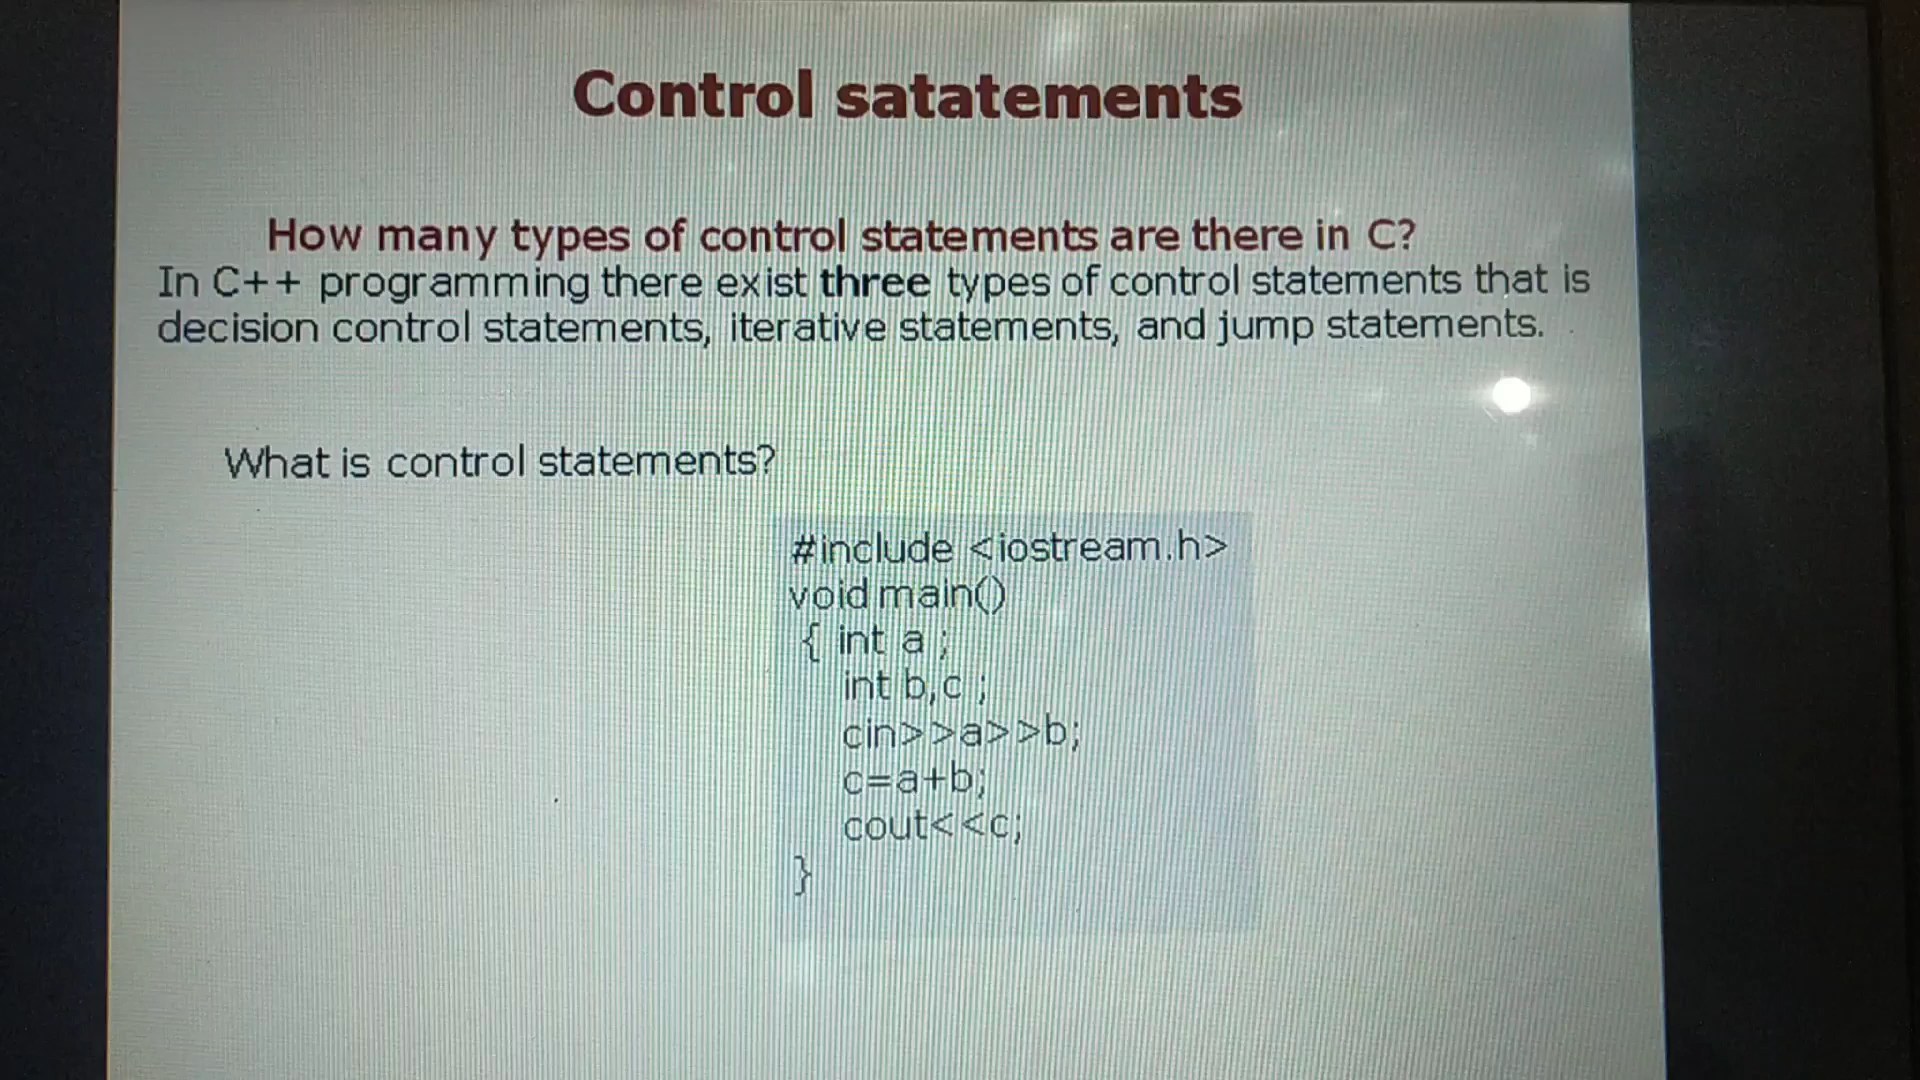 Control satatements
How many types of control statements are there in C?
In C++ programming there exist three types of control statements that is
decision control statements, iterative statements, and jump statements.
What is control statements?
#include <iostream.h>
void main()
{ int a ;
int b,c ;
cin>>a>>b;
c=a+b;
cout<<c;
}